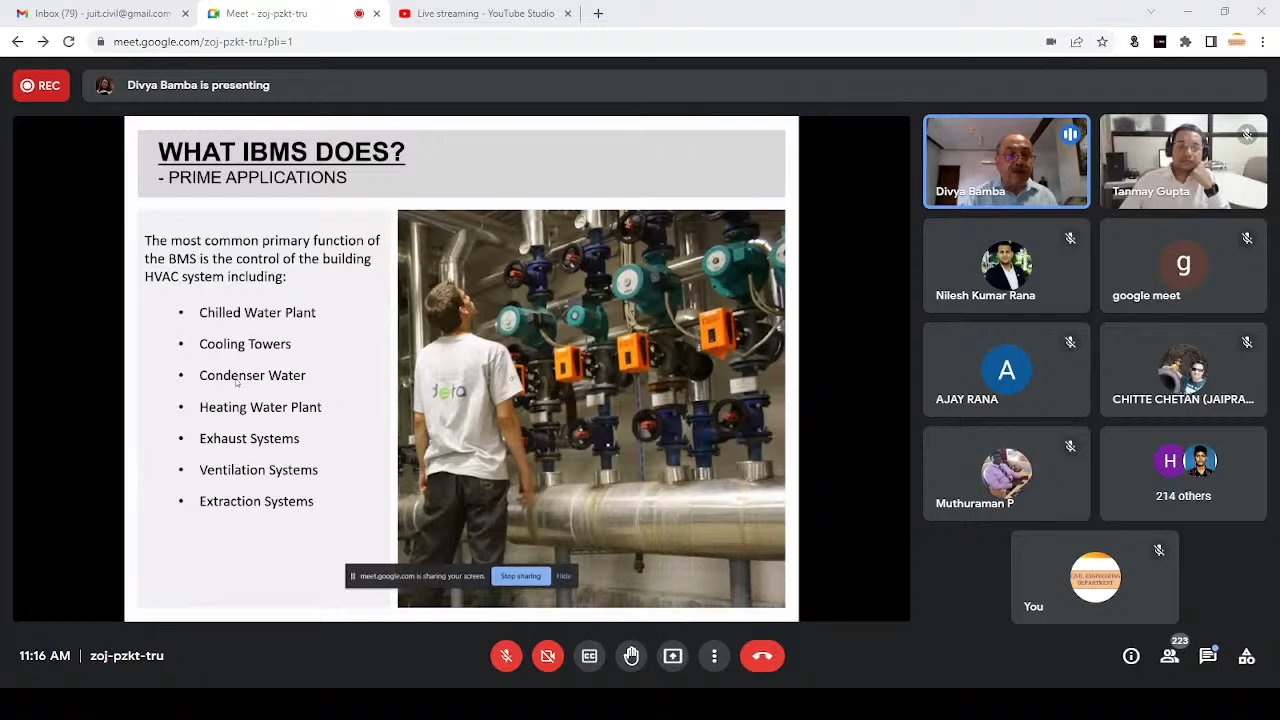 Inbox (79) - juit.civil@gmail.com
Meet - zoj-pzkt-tru
Live streaming - YouTube Studio
meet.google.com/zoj-pzkt-tru?pli=1
REC
Divya Bamba is presenting
WHAT IBMS DOES?
- PRIME APPLICATIONS
The most common primary function of
the BMS is the control of the building
HVAC system including:
• Chilled Water Plant
• Cooling Towers
• Condenser Water
• Heating Water Plant
• Exhaust Systems
• Ventilation Systems
• Extraction Systems
meet.google.com is sharing your screen.
Stop sharing
Hide
Divya Bamba
Tanmay Gupta
Nilesh Kumar Rana
g
google meet
A
AJAY RANA
CHITTE CHETAN (JAIPRA...
Muthuraman P
H
214 others
CIVIL ENGINEERING
DEPARTMENT
You
11:16 AM
zoj-pzkt-tru
223